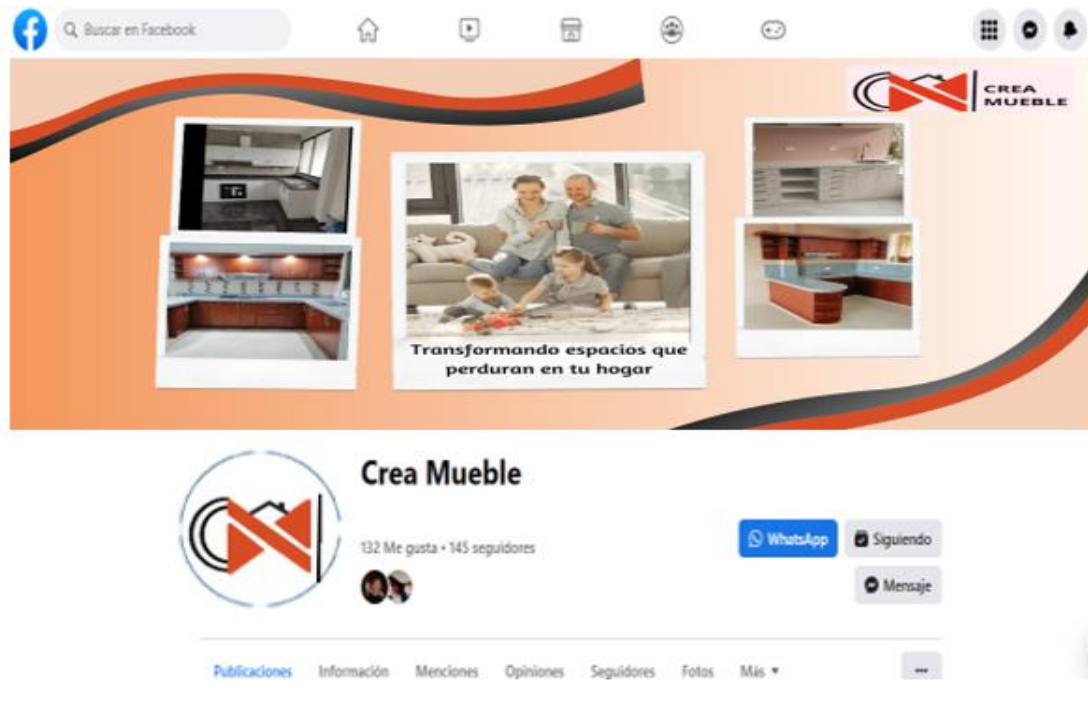 Buscar en Facebook
CREA
MUEBLE
Transformando espacios que
perduran en tu hogar
Crea Mueble
132 Me gusta • 145 seguidores
WhatsApp
Siguiendo
Mensaje
Publicaciones Información Menciones Opiniones Seguidores Fotos Más